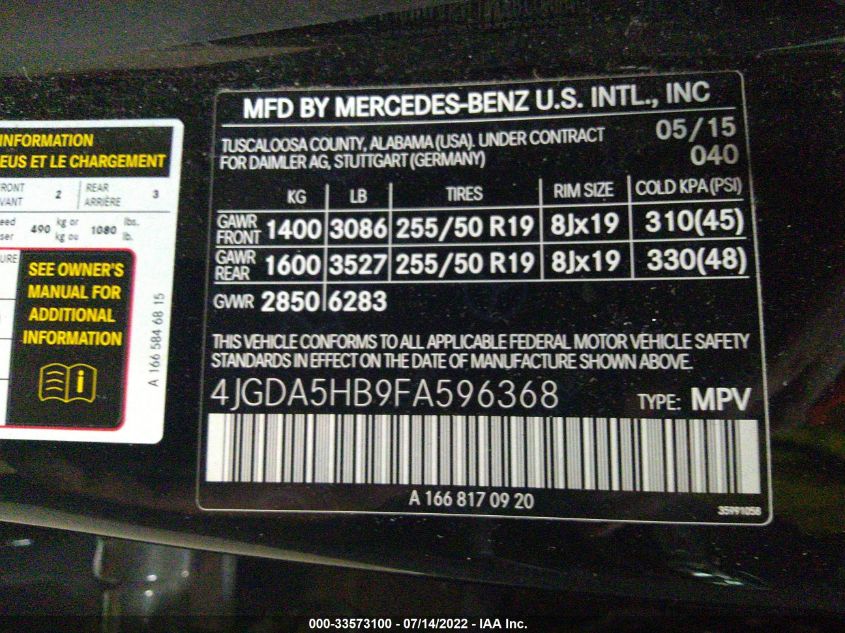 INFORMATION
EUS ET LE CHARGEMENT
2 REAR ARRIÈRE 3
490 kg or kg ou 1080 lbs. lb.
SEE OWNER'S
MANUAL FOR
ADDITIONAL
INFORMATION
A 166 584 68 15
MFD BY MERCEDES-BENZ U.S. INTL., INC
TUSCALOOSA COUNTY, ALABAMA (USA). UNDER CONTRACT 05/15
FOR DAIMLER AG, STUTTGART (GERMANY) 040
KG LB TIRES RIM SIZE COLD KPA (PSI)
GAWR FRONT 1400 3086 255/50 R19 8Jx19 310(45)
GAWR REAR 1600 3527 255/50 R19 8Jx19 330(48)
GVWR 2850 6283
THIS VEHICLE CONFORMS TO ALL APPLICABLE FEDERAL MOTOR VEHICLE SAFETY
STANDARDS IN EFFECT ON THE DATE OF MANUFACTURE SHOWN ABOVE.
4JGDA5HB9FA596368 TYPE: MPV
A 166 817 09 20
35991058
000-33573100 - 07/14/2022 - IAA Inc.